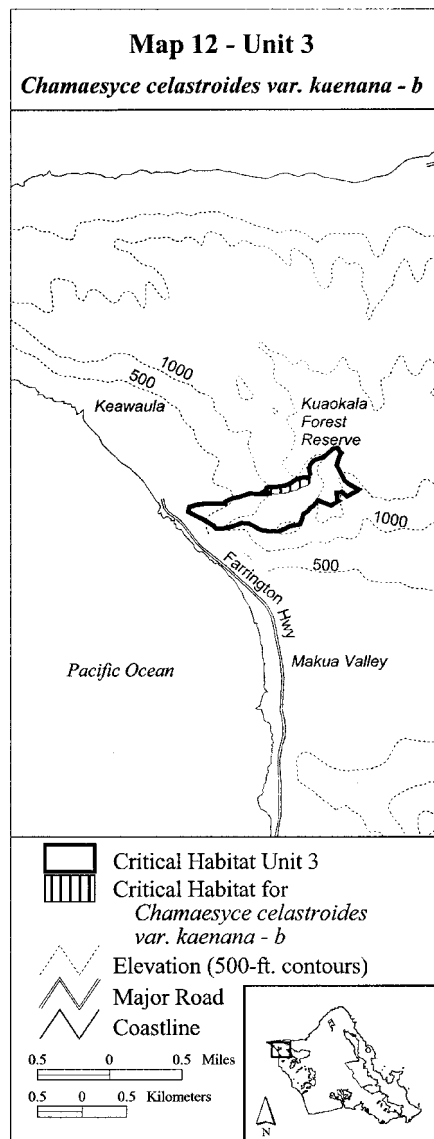 Map 12 - Unit 3
Chamaesyce celastroides var. kaenana - b
1000
500
Keawaula
Kuaokala
Forest
Reserve
1000
500
Farrington Hwy
Makua Valley
Pacific Ocean
Critical Habitat Unit 3
Critical Habitat for
Chamaesyce celastroides
var. kaenana - b
Elevation (500-ft. contours)
Major Road
Coastline
0.5 0 0.5 Miles
0.5 0 0.5 Kilometers
N